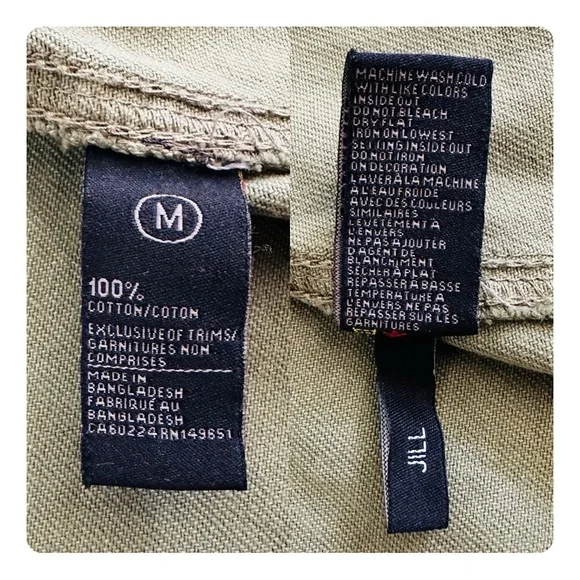 M
100%
COTTON/COTON
EXCLUSIVE OF TRIMS/
GARNITURES NON
COMPRISES
MADE IN
BANGLADESH
FABRIQUÉ AU
BANGLADESH
CA60224 RN149651
MACHINE WASH COLD
WITH LIKE COLORS
INSIDE OUT
DO NOT BLEACH
DRY FLAT
IRON ON LOWEST
SETTING INSIDE OUT
DO NOT IRON
ON DECORATION
LAVER À LA MACHINE
A L'EAU FROIDE
AVEC DES COULEURS
SIMILAIRES
LE VÊTEMENT À
L'ENVERS
NE PAS AJOUTER
D'AGENT DE
BLANCHIMENT
SÉCHER À PLAT
REPASSER À BASSE
TEMPÉRATURE À
L'ENVERS NE PAS
REPASSER SUR LES
GARNITURES
JILL